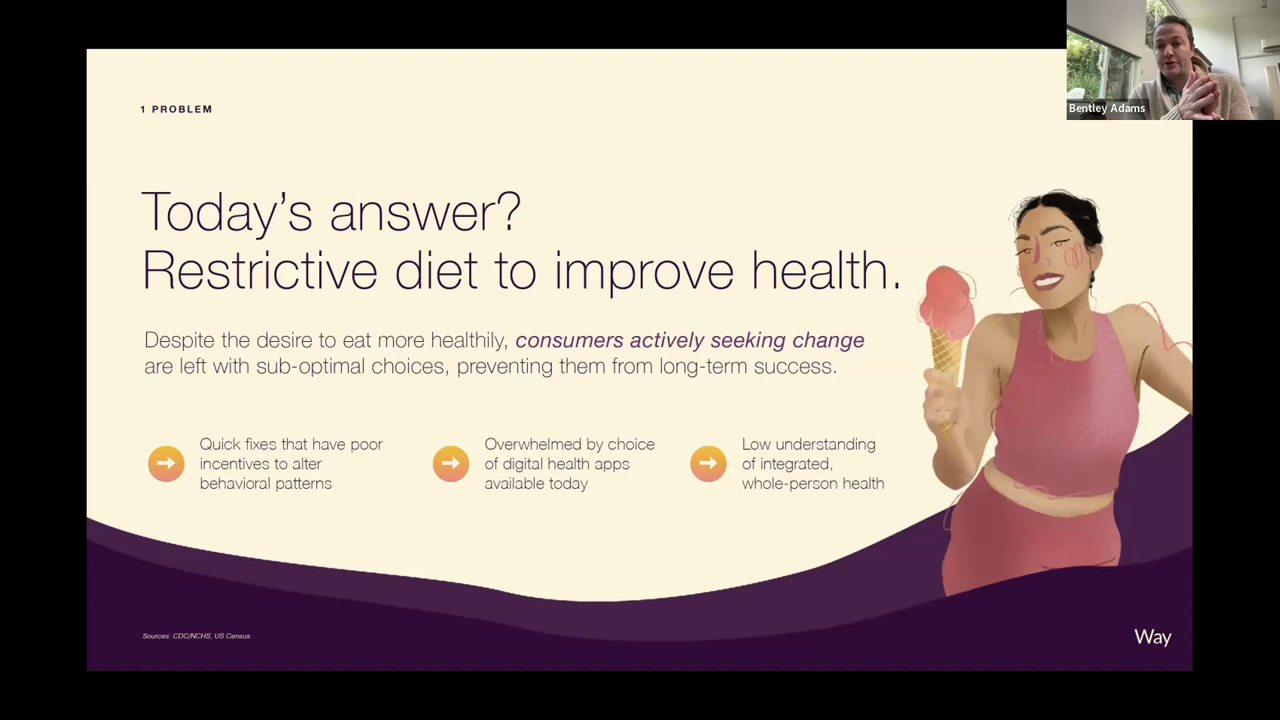 Bentley Adams
1 PROBLEM
Today's answer?
Restrictive diet to improve health.
Despite the desire to eat more healthily, consumers actively seeking change
are left with sub-optimal choices, preventing them from long-term success.
Quick fixes that have poor
incentives to alter
behavioral patterns
Overwhelmed by choice
of digital health apps
available today
Low understanding
of integrated,
whole-person health
Sources: CDC/NCHS, US Census
Way